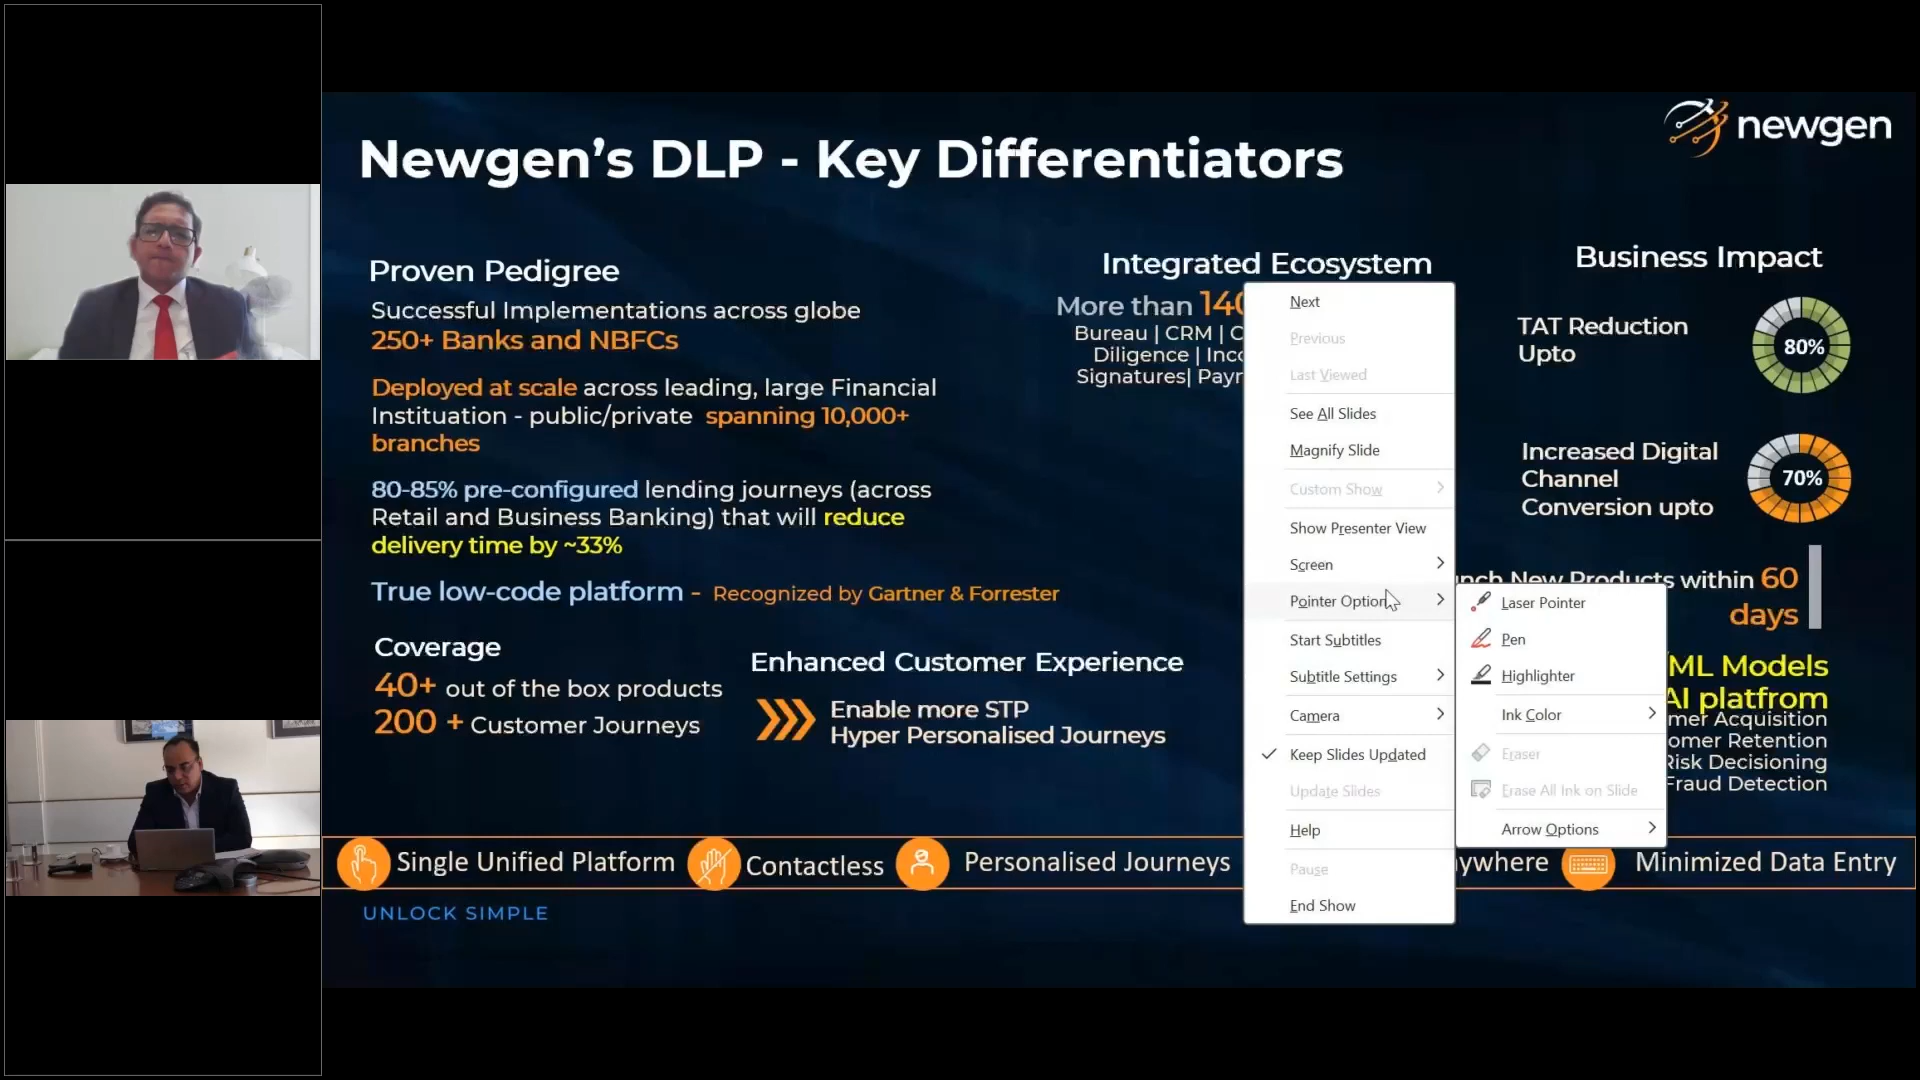 newgen
Newgen's DLP - Key Differentiators
Proven Pedigree
Successful Implementations across globe
250+ Banks and NBFCs
Deployed at scale across leading, large Financial
Instituation - public/private spanning 10,000+
branches
80-85% pre-configured lending journeys (across
Retail and Business Banking) that will reduce
delivery time by ~33%
True low-code platform - Recognized by Gartner & Forrester
Coverage
40+ out of the box products
200 + Customer Journeys
Enhanced Customer Experience
Enable more STP
Hyper Personalised Journeys
Integrated Ecosystem
More than 140
Bureau | CRM |
Diligence |
Signatures|
Business Impact
TAT Reduction
Upto
80%
Increased Digital
Channel
Conversion upto
70%
New Products within 60
days
ML Models
AI platfrom
Acquisition
Retention
Risk Decisioning
Fraud Detection
Next
Previous
Last Viewed
See All Slides
Magnify Slide
Custom Show
Show Presenter View
Screen
Pointer Options
Start Subtitles
Subtitle Settings
Camera
Keep Slides Updated
Update Slides
Help
Pause
End Show
Laser Pointer
Pen
Highlighter
Ink Color
Eraser
Erase All Ink on Slide
Arrow Options
Single Unified Platform
Contactless
Personalised Journeys
ywhere
Minimized Data Entry
UNLOCK SIMPLE